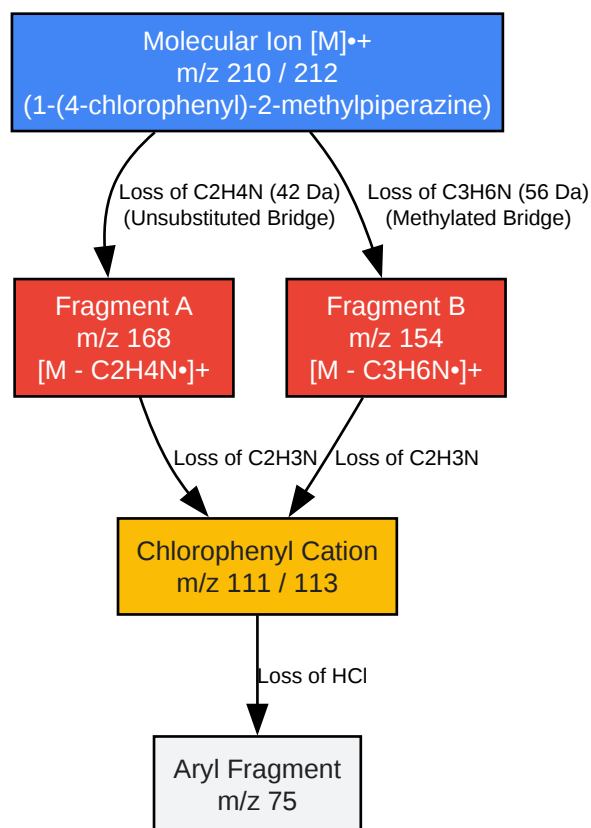 Molecular Ion [M]•+
m/z 210 / 212
(1-(4-chlorophenyl)-2-methylpiperazine)
Loss of C2H4N (42 Da)
(Unsubstituted Bridge)
Loss of C3H6N (56 Da)
(Methylated Bridge)
Fragment A
m/z 168
[M - C2H4N•]+
Fragment B
m/z 154
[M - C3H6N•]+
Loss of C2H3N
Loss of C2H3N
Chlorophenyl Cation
m/z 111 / 113
Loss of HCl
Aryl Fragment
m/z 75